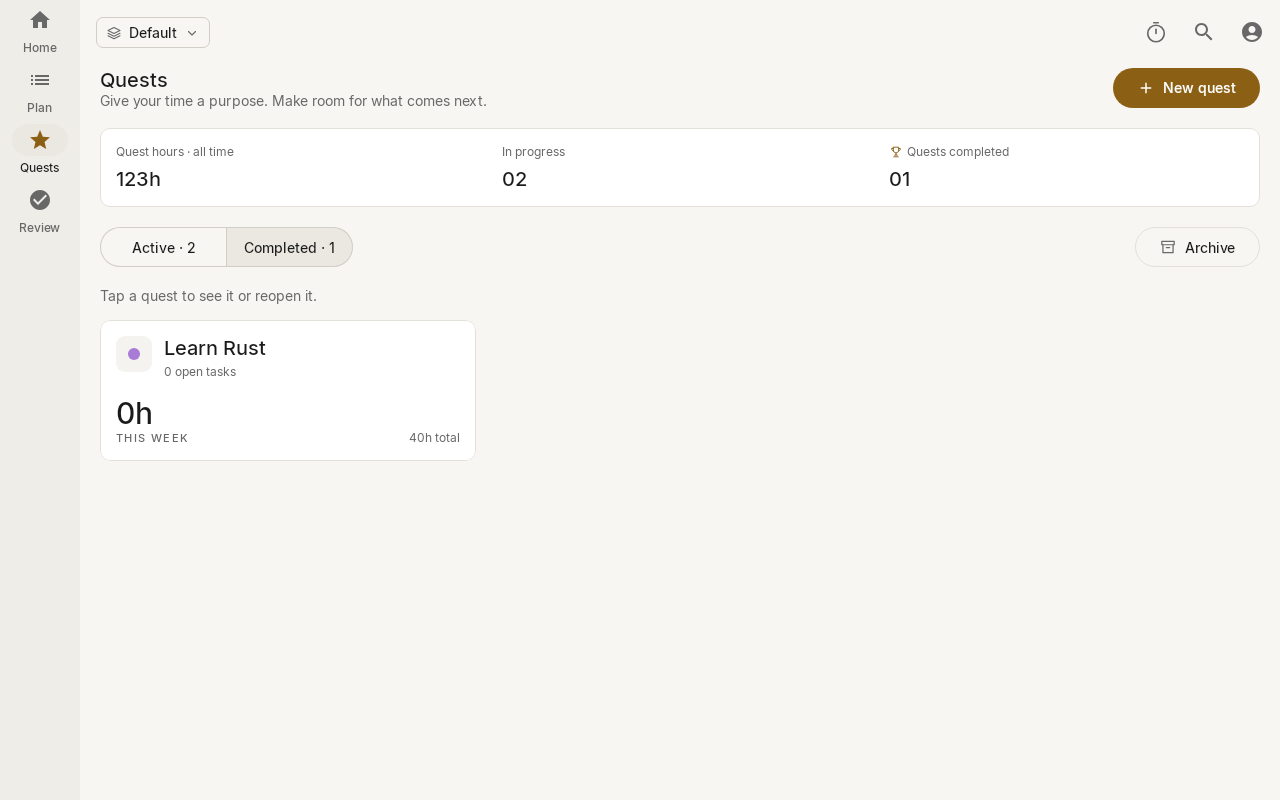 Home
Plan
Quests
Review
Default
Quests
Give your time a purpose. Make room for what comes next.
New quest
Quest hours · all time
123h
In progress
02
Quests completed
01
Active · 2
Completed · 1
Archive
Tap a quest to see it or reopen it.
Learn Rust
0 open tasks
0h
THIS WEEK
40h total